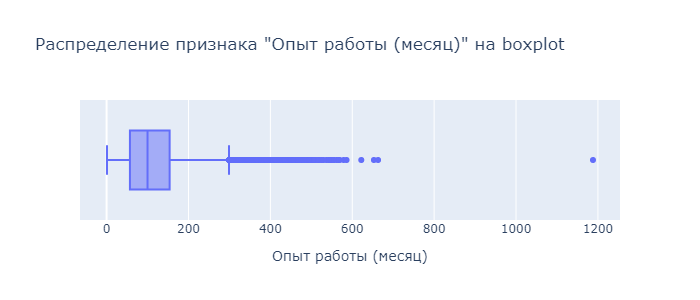 Распределение признака "Опыт работы (месяц)" на boxplot
0 200 400 600 800 1000 1200
Опыт работы (месяц)